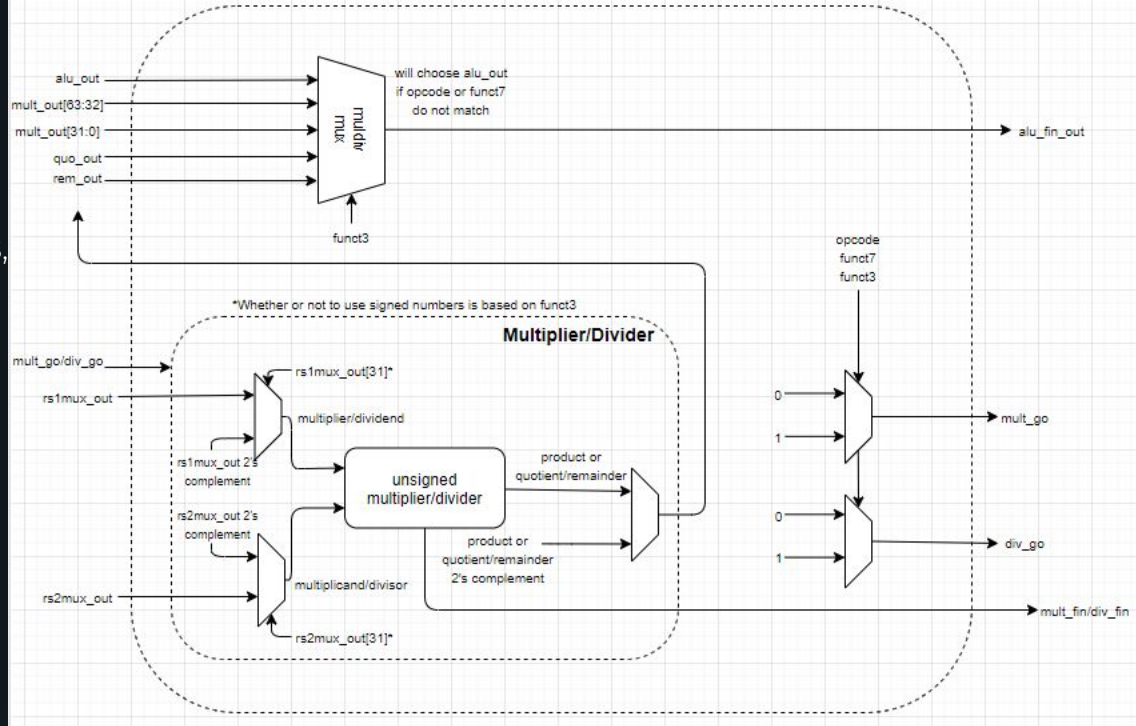 alu_out
mult_out[63:32]
mult_out[31:0]
quo_out
rem_out
muldiv
mux
will choose alu_out
if opcode or funct7
do not match
alu_fin_out
funct3
opcode
funct7
funct3
*Whether or not to use signed numbers is based on funct3
Multiplier/Divider
mult_go/div_go
rs1mux_out
rs1mux_out[31]*
multiplier/dividend
rs1mux_out 2's
complement
unsigned
multiplier/divider
product or
quotient/remainder
rs2mux_out 2's
complement
product or
quotient/remainder
2's complement
multiplicand/divisor
rs2mux_out
rs2mux_out[31]*
0
1
mult_go
0
1
div_go
mult_fin/div_fin